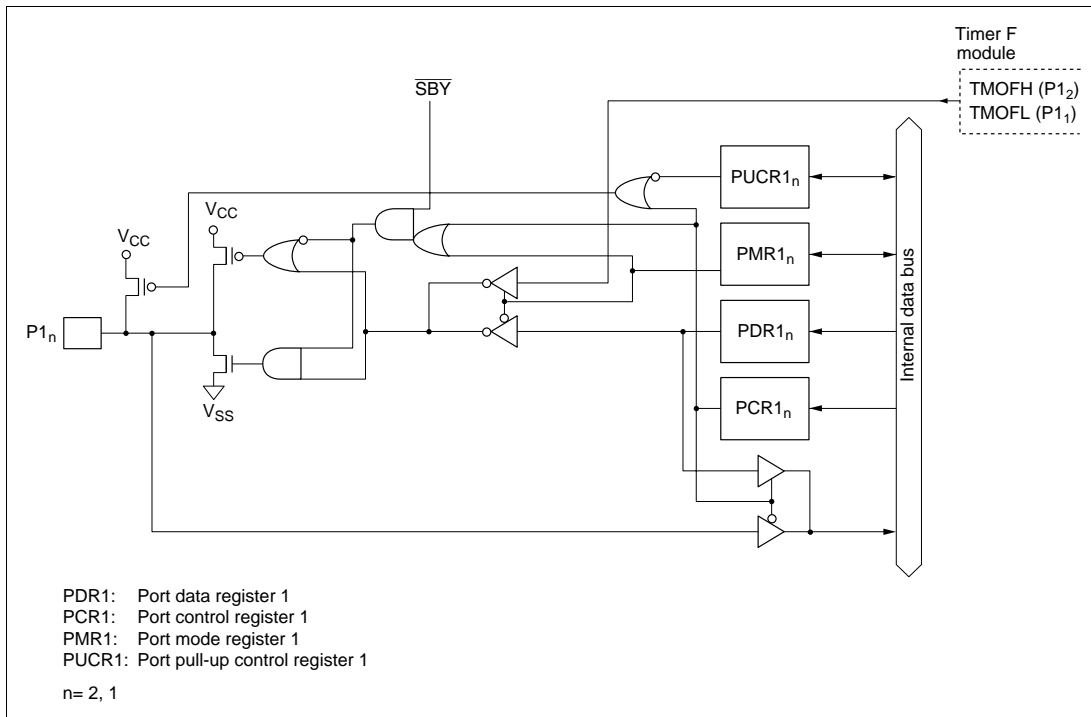 Timer F
module
TMOFH (P1₂)
TMOFL (P1₁)
S̅B̅Y̅
PUCR1ₙ
V_CC
V_CC
PMR1ₙ
P1ₙ
PDR1ₙ
Internal data bus
V_SS
PCR1ₙ
PDR1: Port data register 1
PCR1: Port control register 1
PMR1: Port mode register 1
PUCR1: Port pull-up control register 1
n= 2, 1